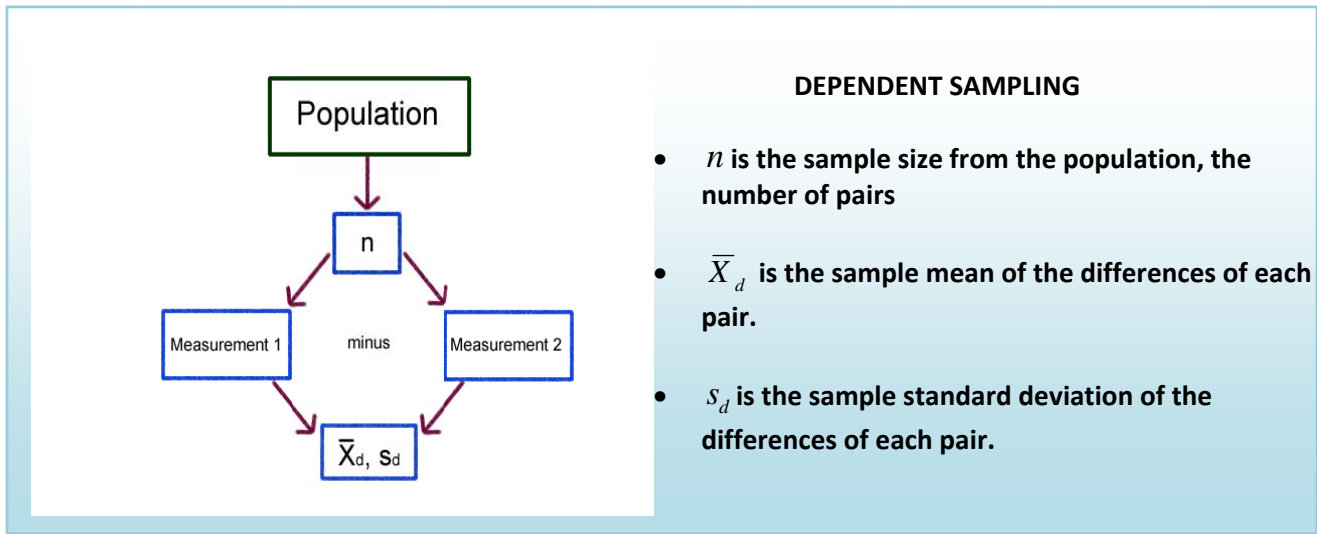 Population
n
Measurement 1 minus Measurement 2
X̅d, sd
DEPENDENT SAMPLING
• n is the sample size from the population, the
number of pairs
• X̅d is the sample mean of the differences of each
pair.
• sd is the sample standard deviation of the
differences of each pair.